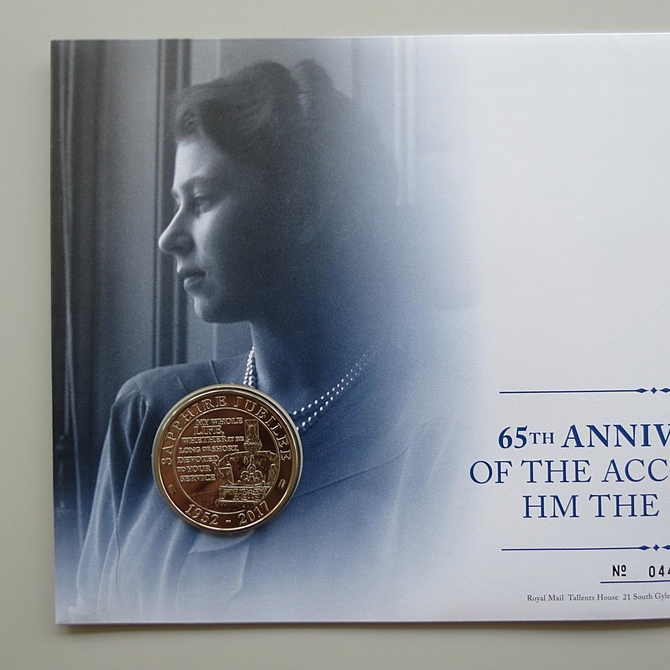 SAPPHIRE JUBILEE
MY WHOLE
LIFE,
WHETHER IT BE
LONG OR SHORT,
DEVOTED
TO YOUR
SERVICE
1952 - 2017
65TH ANNIV
OF THE ACC
HM THE
Nº 044
Royal Mail Tallents House 21 South Gyle